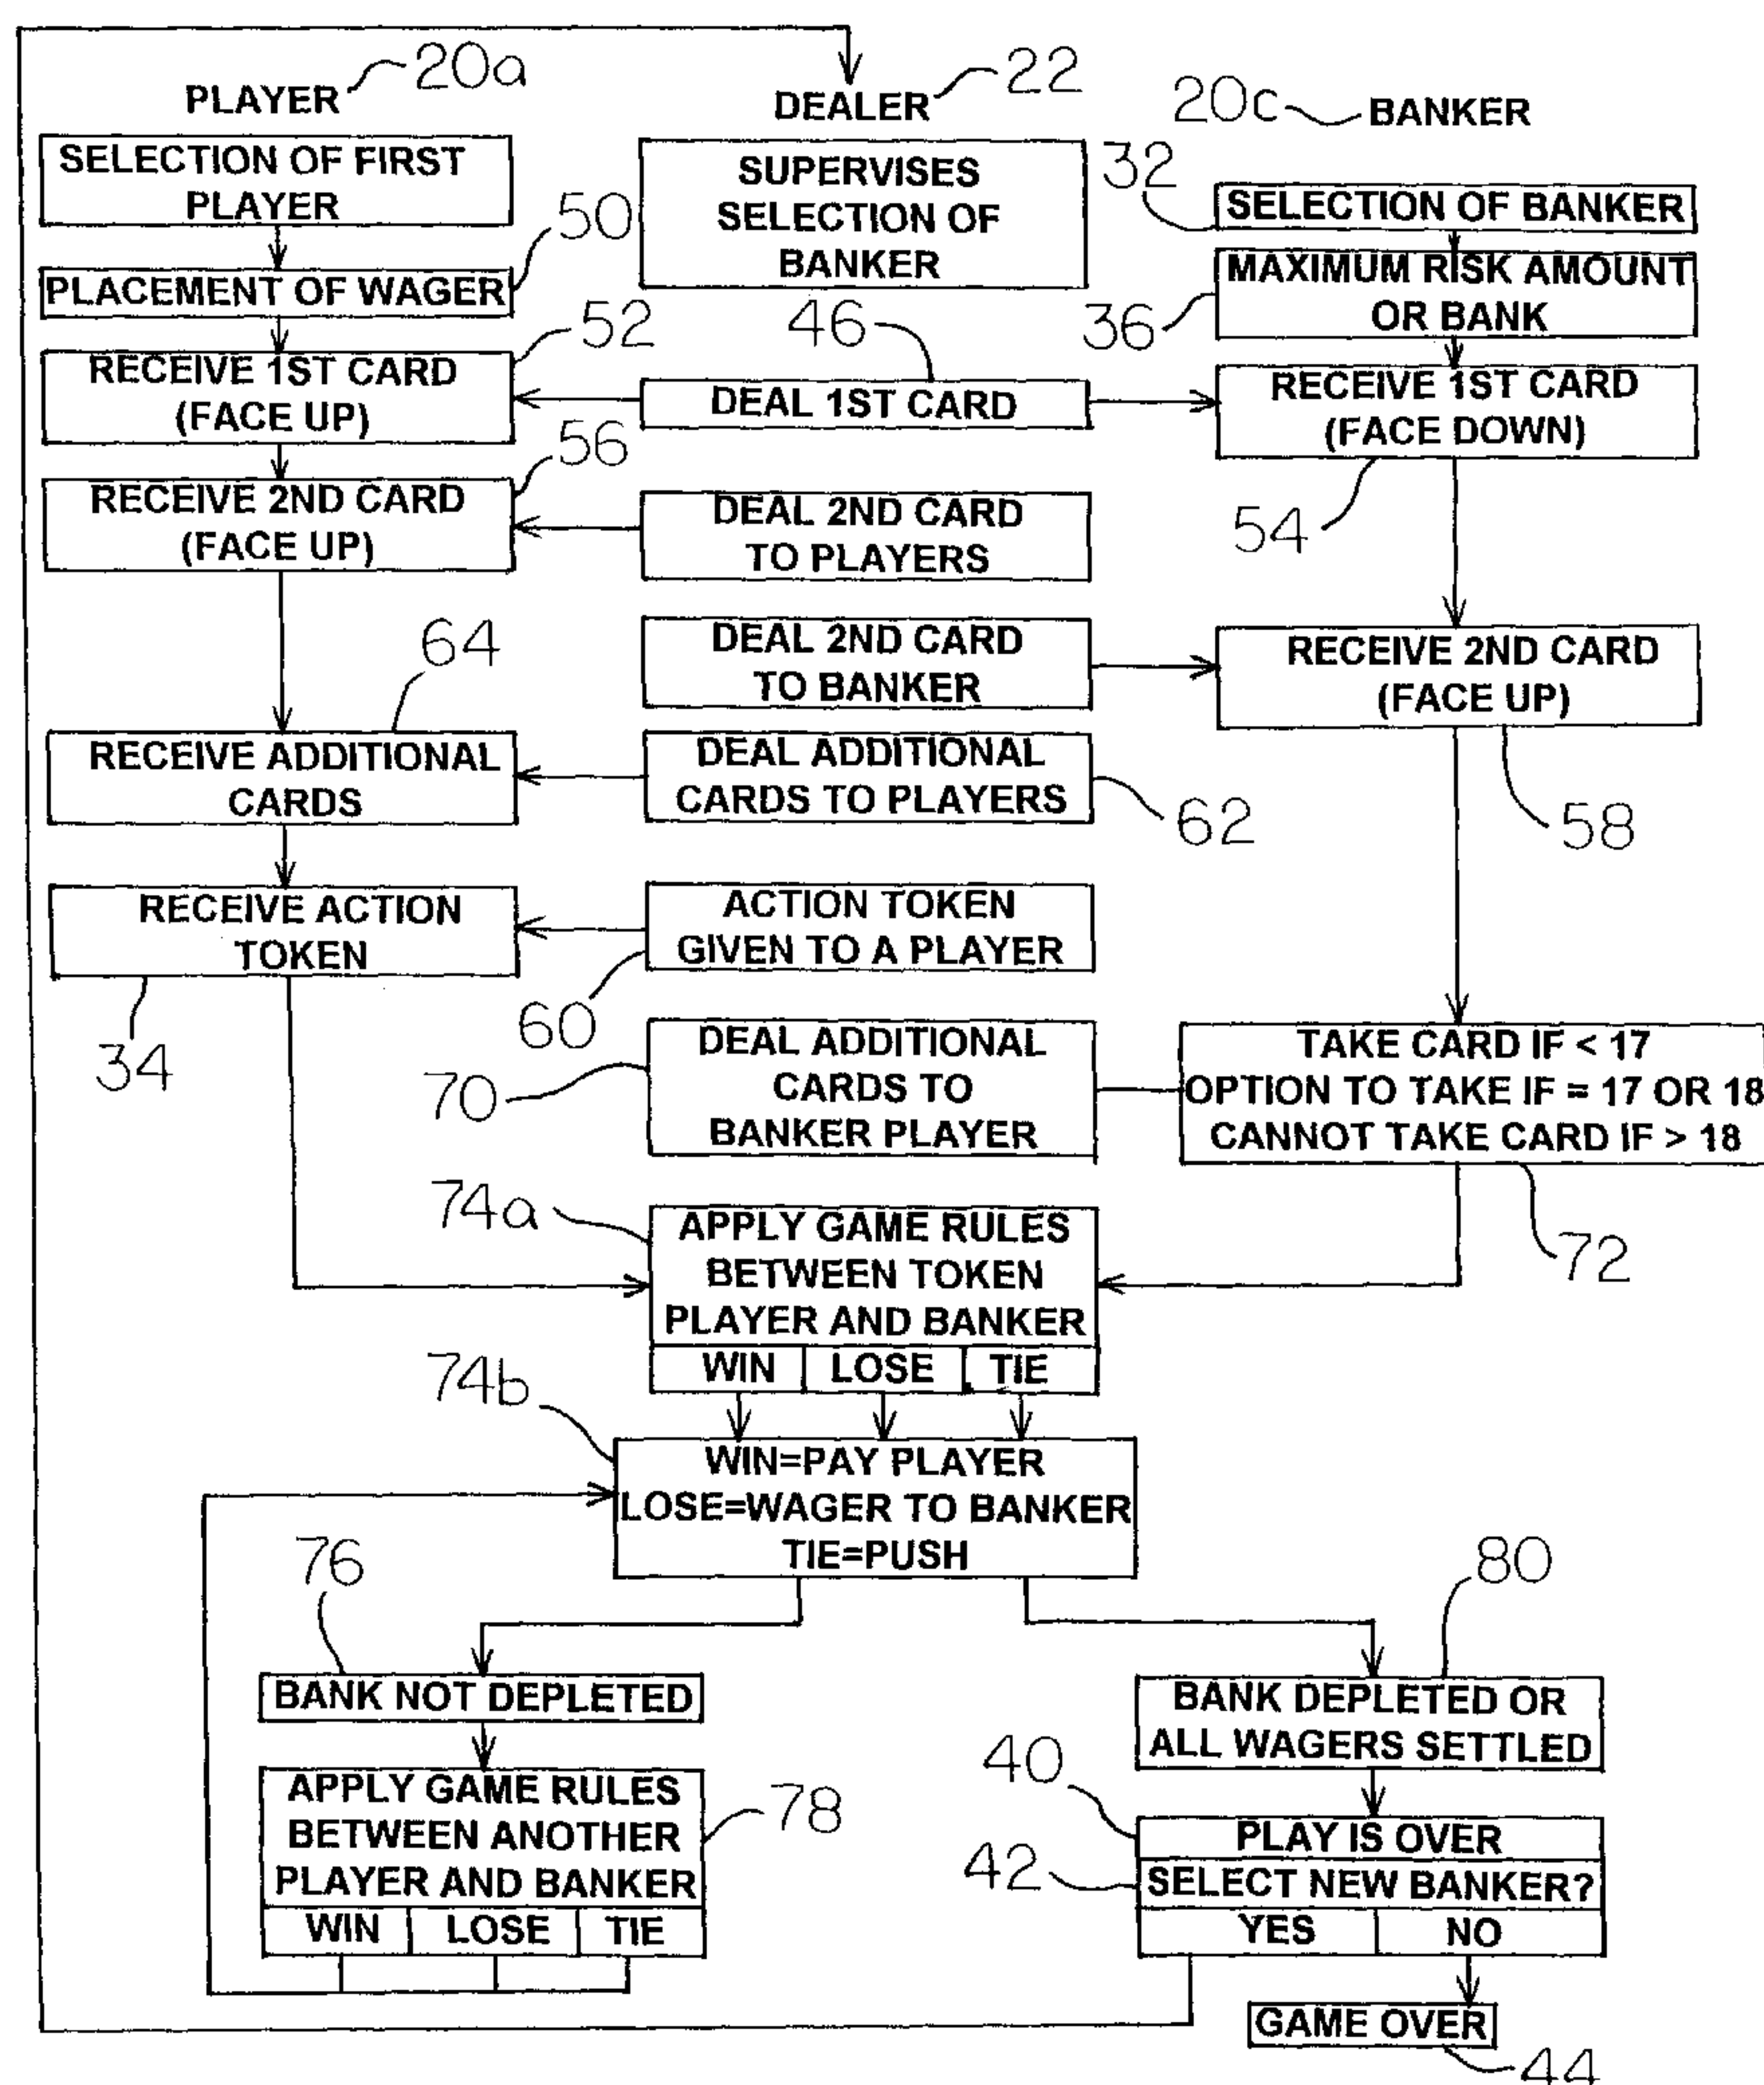 PLAYER 20a
DEALER 22
20c BANKER
SELECTION OF FIRST
PLAYER
50
PLACEMENT OF WAGER
52
RECEIVE 1ST CARD
(FACE UP)
56
RECEIVE 2ND CARD
(FACE UP)
64
RECEIVE ADDITIONAL
CARDS
RECEIVE ACTION
TOKEN
34
SUPERVISES
SELECTION OF
BANKER
46
DEAL 1ST CARD
DEAL 2ND CARD
TO PLAYERS
DEAL 2ND CARD
TO BANKER
DEAL ADDITIONAL
CARDS TO PLAYERS
62
ACTION TOKEN
GIVEN TO A PLAYER
60
DEAL ADDITIONAL
CARDS TO
BANKER PLAYER
70
32
SELECTION OF BANKER
MAXIMUM RISK AMOUNT
OR BANK
36
RECEIVE 1ST CARD
(FACE DOWN)
54
RECEIVE 2ND CARD
(FACE UP)
58
TAKE CARD IF < 17
OPTION TO TAKE IF = 17 OR 18
CANNOT TAKE CARD IF > 18
72
74a
APPLY GAME RULES
BETWEEN TOKEN
PLAYER AND BANKER
WIN LOSE TIE
74b
WIN=PAY PLAYER
LOSE=WAGER TO BANKER
TIE=PUSH
76
BANK NOT DEPLETED
APPLY GAME RULES
BETWEEN ANOTHER
PLAYER AND BANKER
78
WIN LOSE TIE
80
BANK DEPLETED OR
ALL WAGERS SETTLED
40
PLAY IS OVER
42
SELECT NEW BANKER?
YES NO
GAME OVER
44